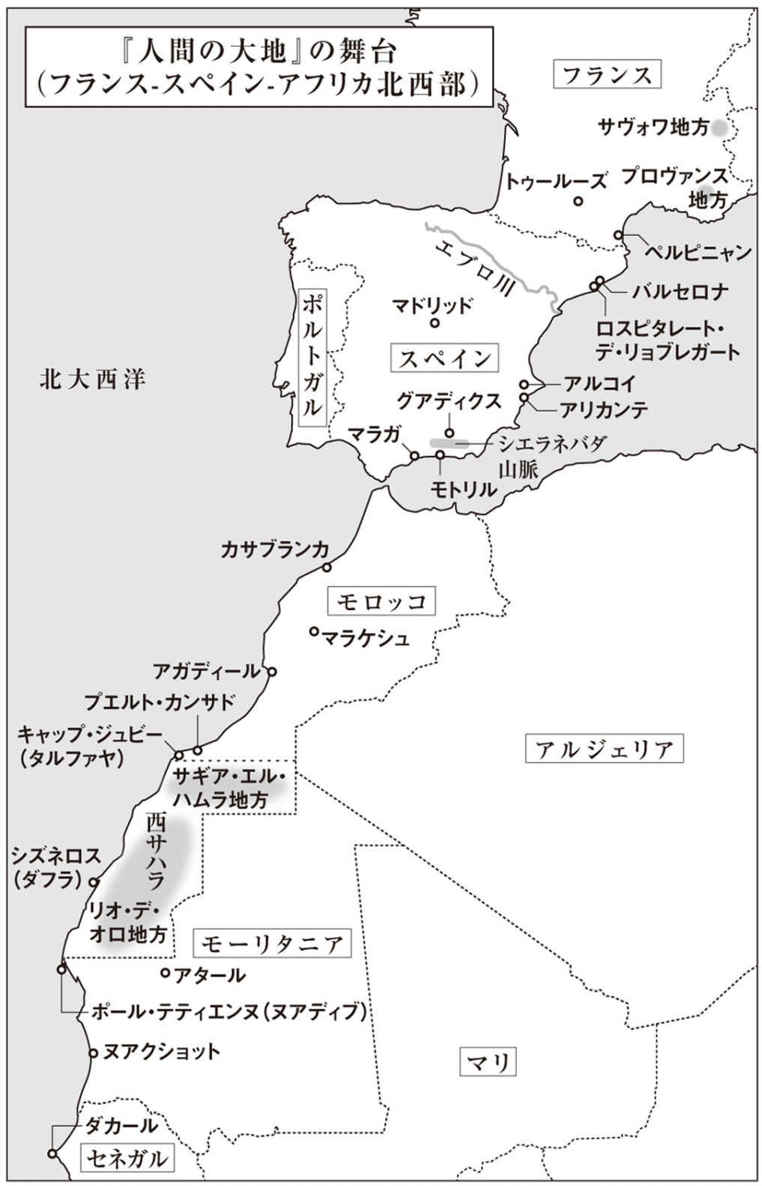 『人間の大地』の舞台
(フランス-スペイン-アフリカ北西部)
フランス
サヴォワ地方
トゥールーズ
プロヴァンス
地方
ペルピニャン
エブロ川
バルセロナ
マドリッド
ロスピタレート・
デ・リョブレガート
ポルトガル
スペイン
北大西洋
アルコイ
グアディクス
アリカンテ
マラガ
シエラネバダ
山脈
モトリル
カサブランカ
モロッコ
マラケシュ
アガディール
プエルト・カンサド
キャップ・ジュビー
(タルファヤ)
アルジェリア
サギア・エル・
ハムラ地方
西サハラ
シズネロス
(ダフラ)
リオ・デ・
オロ地方
モーリタニア
アタール
ポール・テティエンヌ(ヌアディブ)
ヌアクショット
マリ
ダカール
セネガル